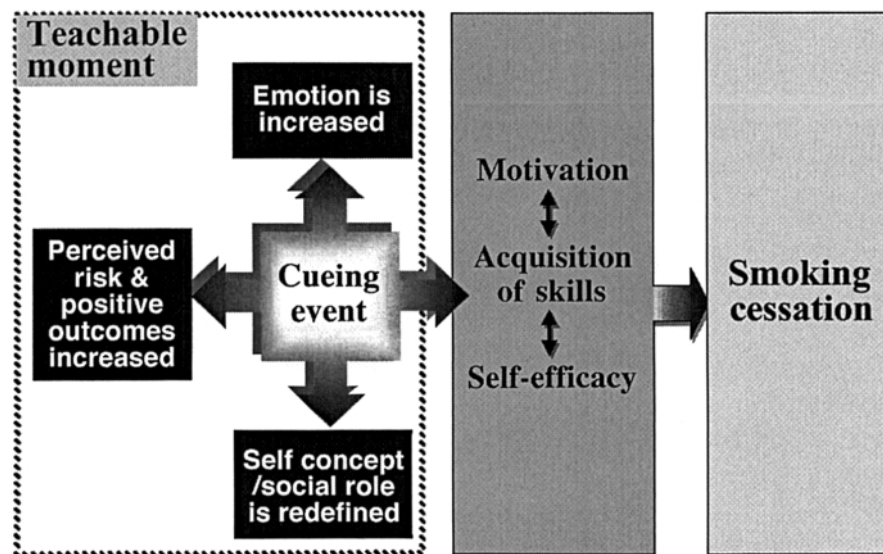 Teachable
moment
Emotion is
increased
Perceived
risk &
positive
outcomes
increased
Cueing
event
Self concept
/social role
is redefined
Motivation
Acquisition
of skills
Self-efficacy
Smoking
cessation